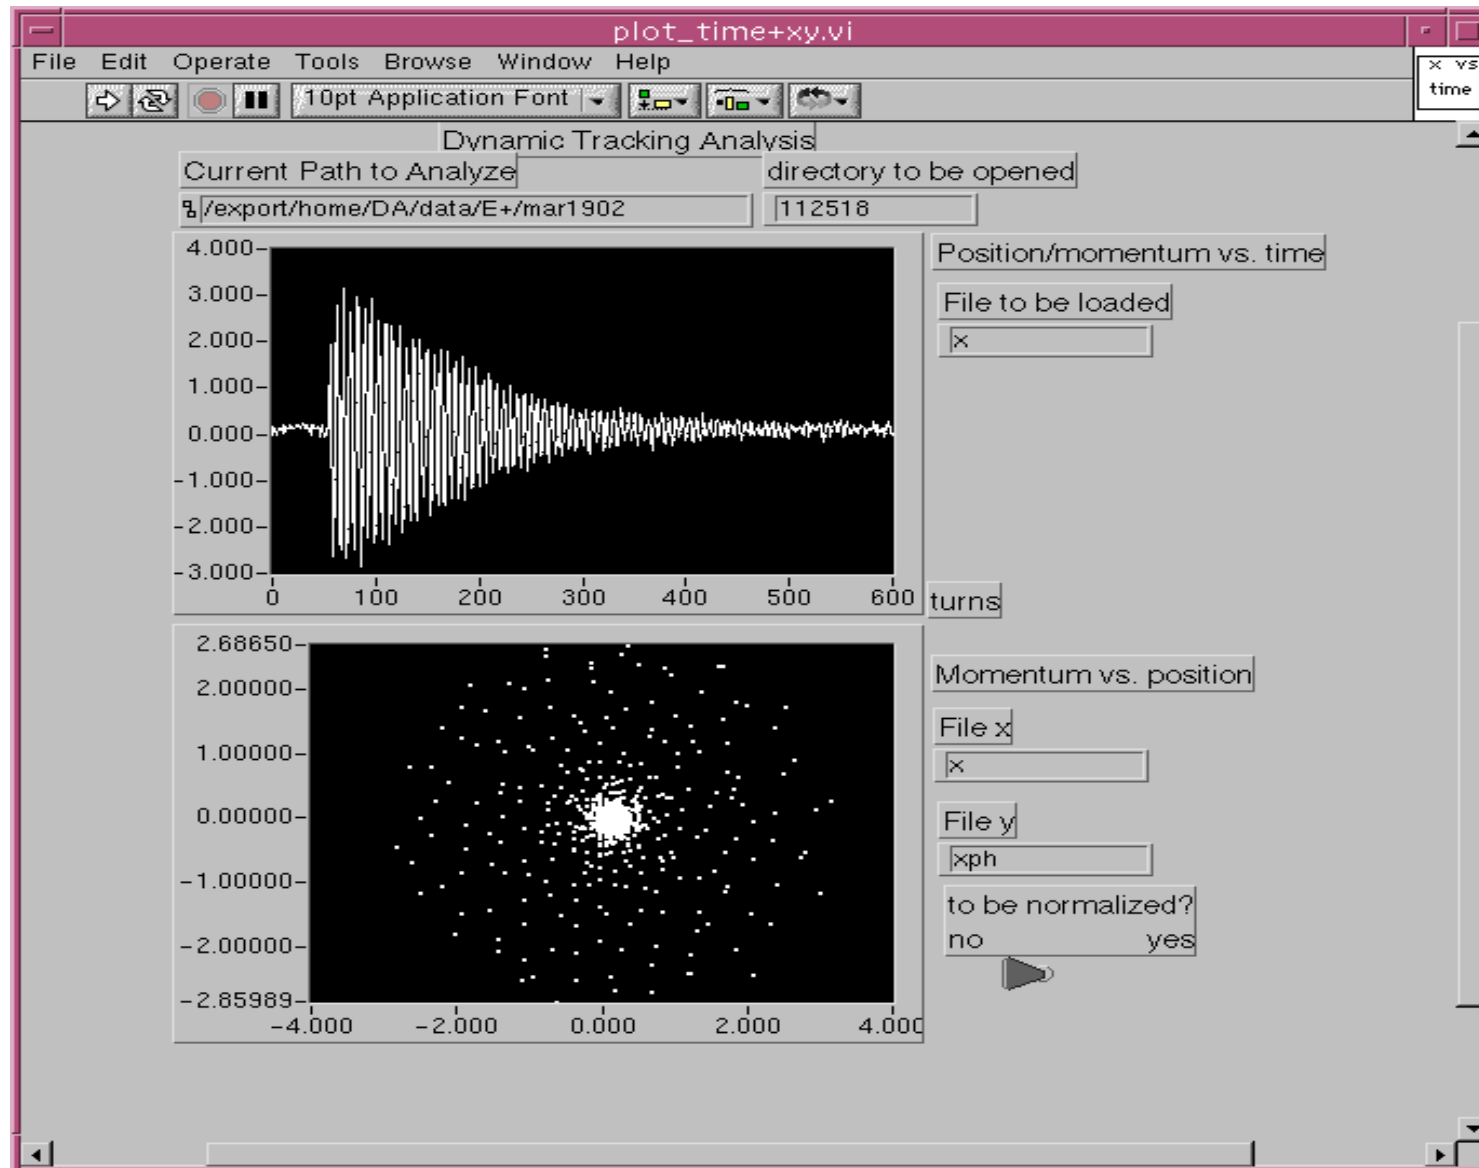 plot_time+xy.vi
File Edit Operate Tools Browse Window Help
x vs
time
10pt Application Font
Dynamic Tracking Analysis
Current Path to Analyze
directory to be opened
/export/home/DA/data/E+/mar1902
112518
4.000
3.000
2.000
1.000
0.000
-1.000
-2.000
-3.000
0 100 200 300 400 500 600
turns
Position/momentum vs. time
File to be loaded
x
2.68650
2.00000
1.00000
0.00000
-1.00000
-2.00000
-2.85989
-4.000 -2.000 0.000 2.000 4.000
Momentum vs. position
File x
x
File y
xph
to be normalized?
no yes